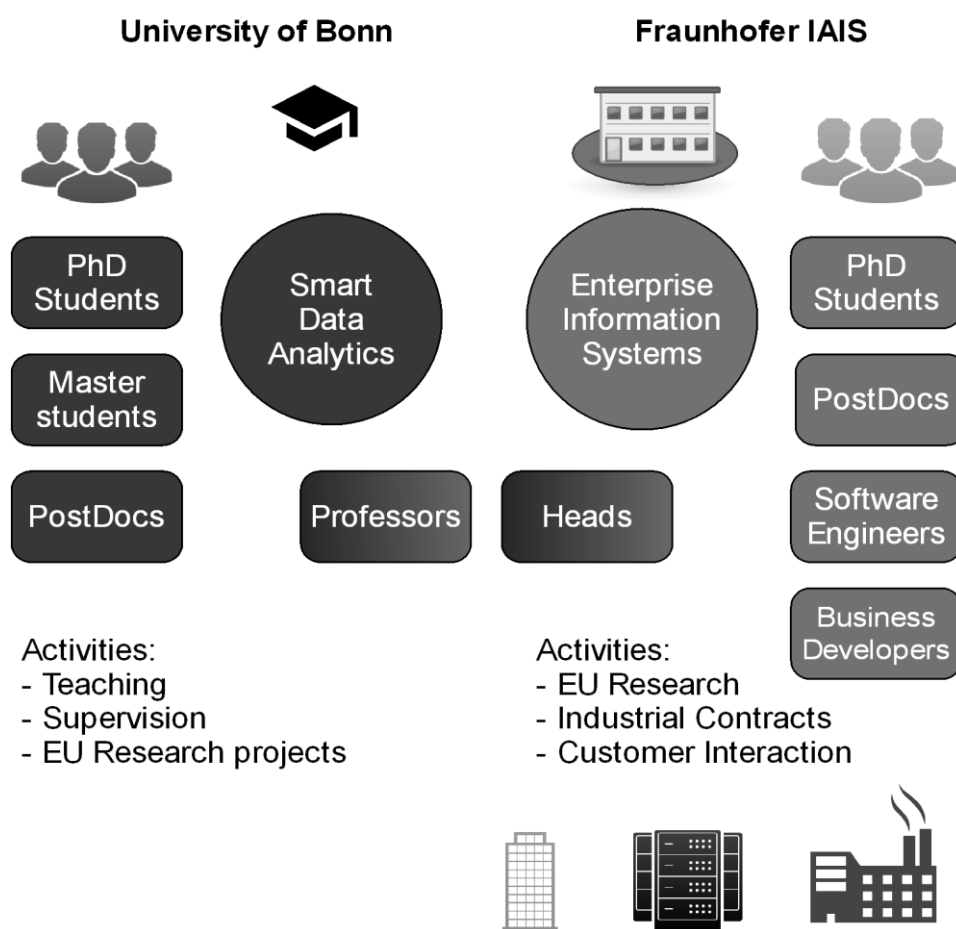 University of Bonn
Fraunhofer IAIS
PhD
Students
Master
students
PostDocs
Smart
Data
Analytics
Enterprise
Information
Systems
Professors
Heads
PhD
Students
PostDocs
Software
Engineers
Business
Developers
Activities:
- Teaching
- Supervision
- EU Research projects
Activities:
- EU Research
- Industrial Contracts
- Customer Interaction